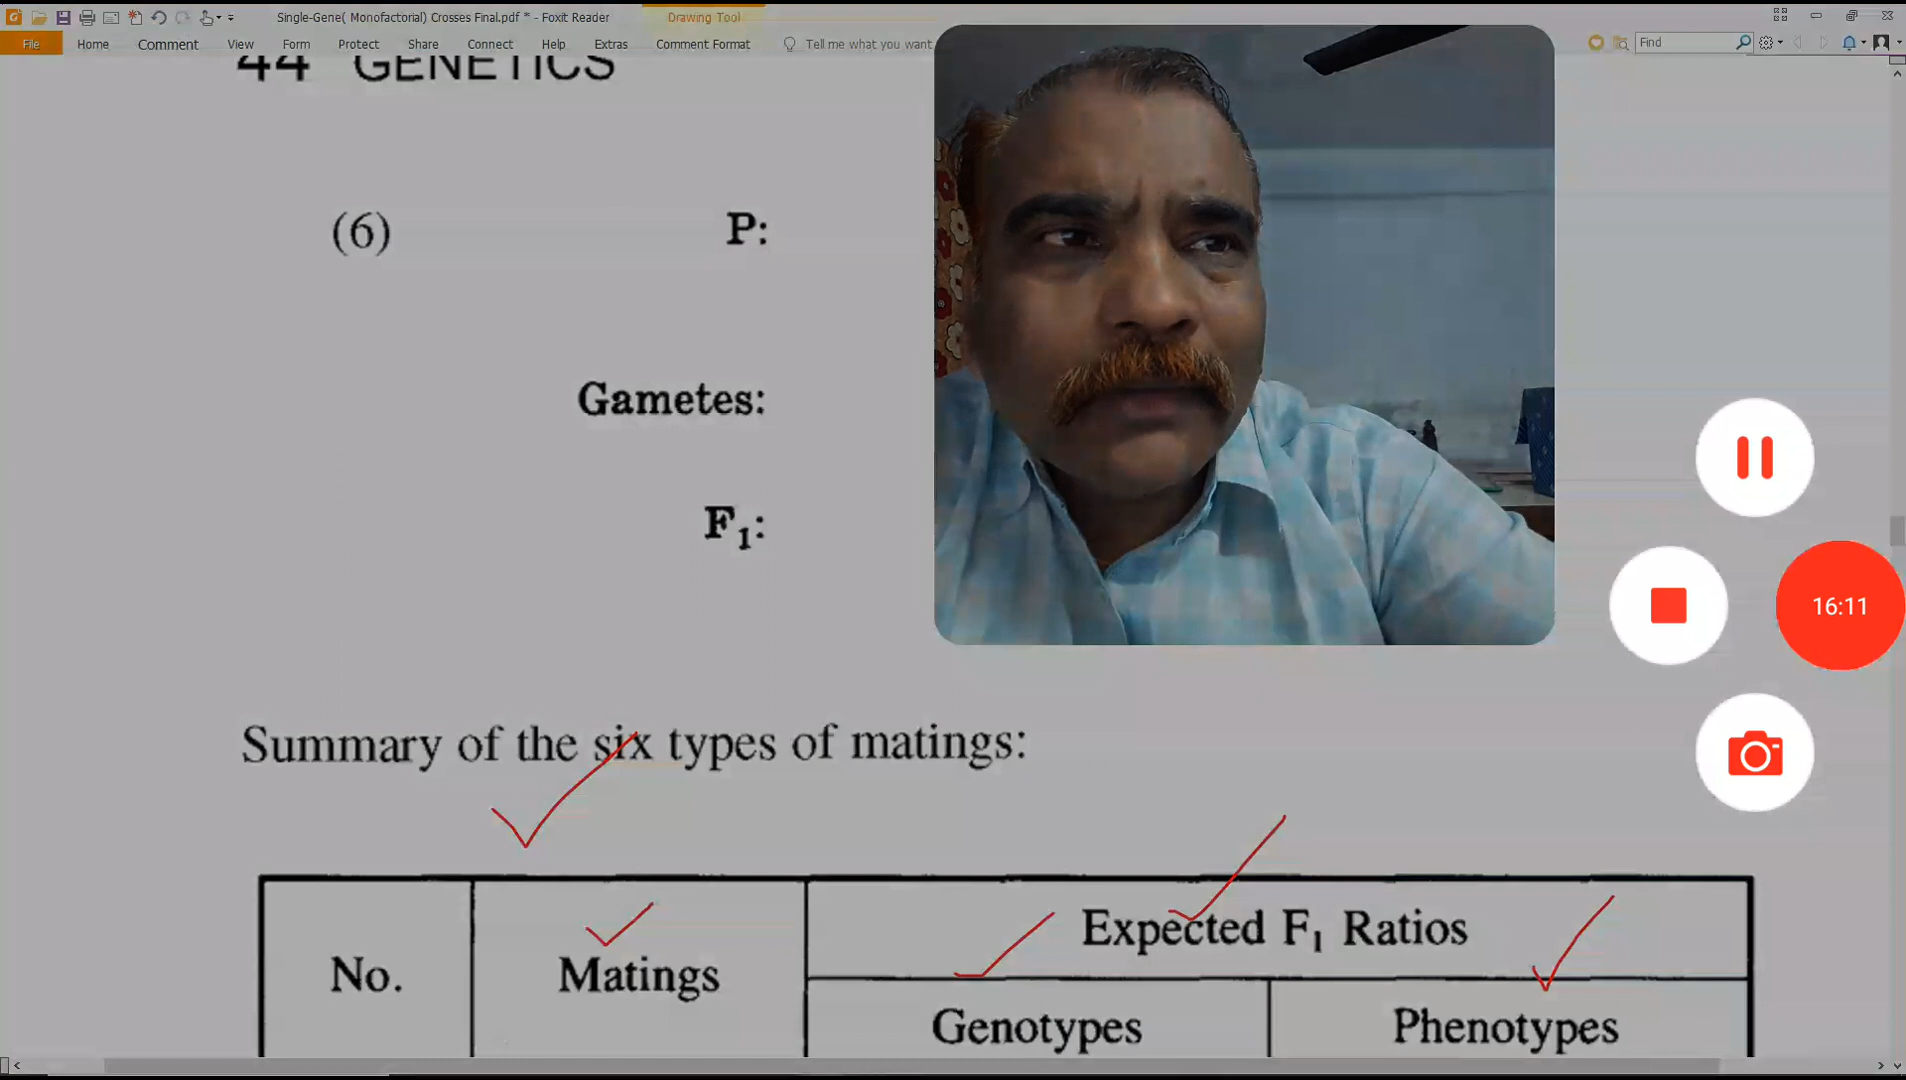 Single-Gene( Monofactorial) Crosses Final.pdf * - Foxit Reader
Drawing Tool
File Home Comment View Form Protect Share Connect Help Extras Comment Format Tell me what you want Find
44 GENETICS
(6) P:
Gametes:
F1:
16:11
Summary of the six types of matings:
No. Matings Expected F1 Ratios
Genotypes Phenotypes